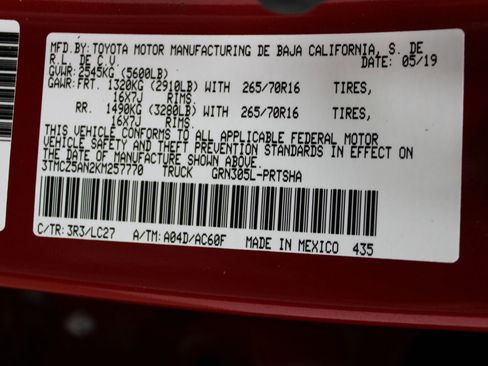 MFD. BY: TOYOTA MOTOR MANUFACTURING DE BAJA CALIFORNIA, S. DE
R.L. DE C.V. DATE: 05/19
GVWR: 2545KG (5600LB)
GAWR: FRT. 1320KG (2910LB) WITH 265/70R16 TIRES,
16X7J RIMS,
RR. 1490KG (3280LB) WITH 265/70R16 TIRES,
16X7J RIMS.
THIS VEHICLE CONFORMS TO ALL APPLICABLE FEDERAL MOTOR
VEHICLE SAFETY AND THEFT PREVENTION STANDARDS IN EFFECT ON
THE DATE OF MANUFACTURE SHOWN ABOVE.
3TMCZ5AN2KM257770 TRUCK GRN305L-PRTSHA
C/TR: 3R3/LC27 A/TM: A04D/AC60F MADE IN MEXICO 435